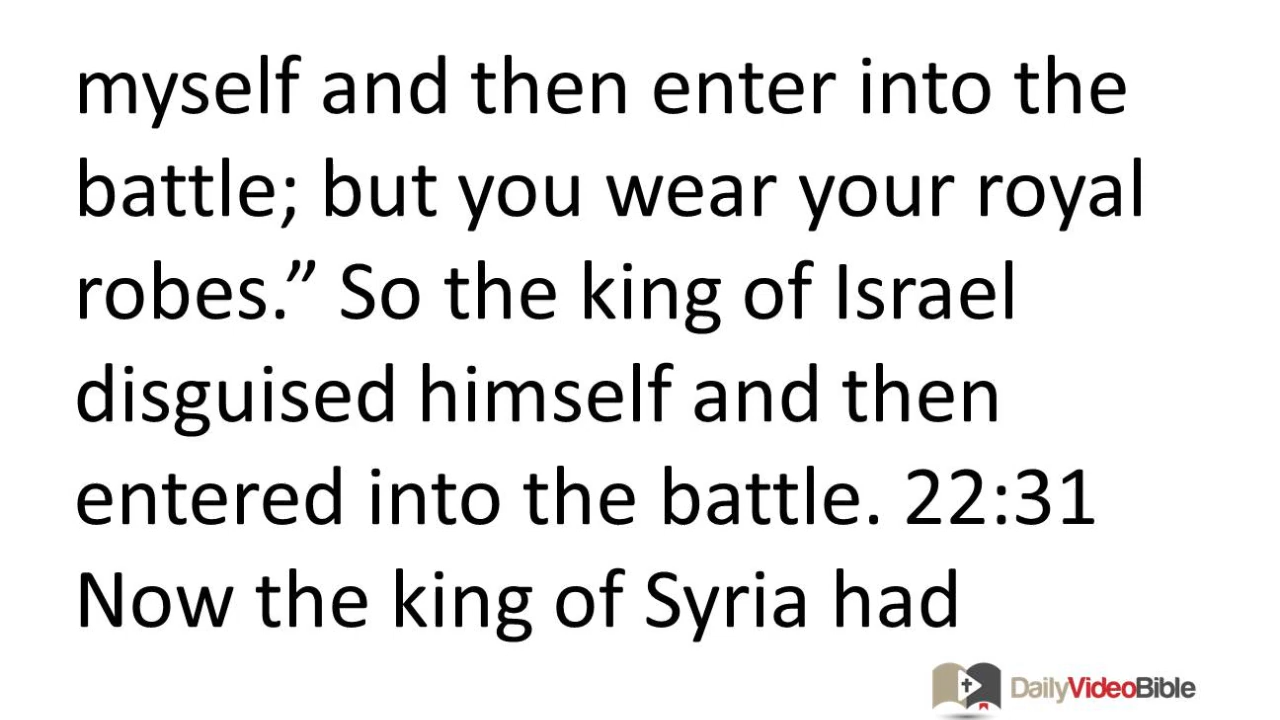 myself and then enter into the
battle; but you wear your royal
robes.” So the king of Israel
disguised himself and then
entered into the battle. 22:31
Now the king of Syria had
DailyVideoBible